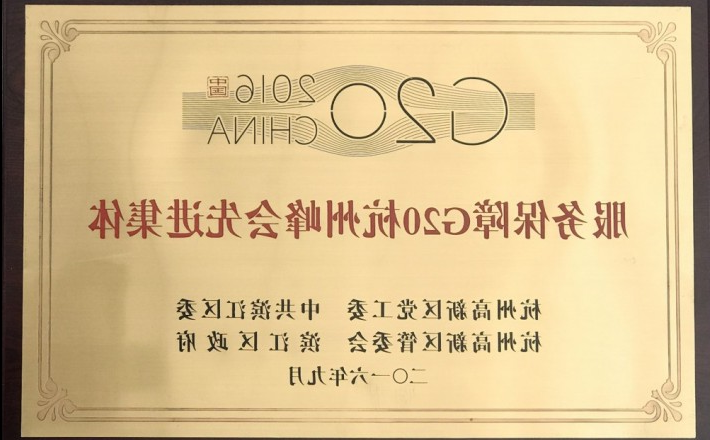 G20 2016 中国
CHINA
服务保障G20杭州峰会先进集体
杭州高新区党工委 中共滨江区委
杭州高新区管委会 滨江区政府
二〇一六年九月